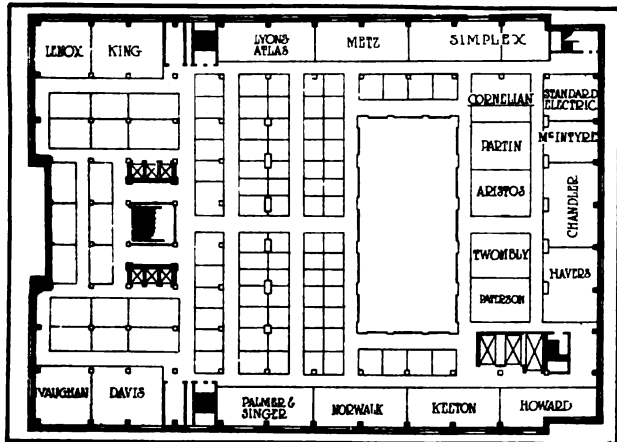 LENOX
KING
LYONS
ATLAS
METZ
SIMPLEX
CORNELIAN
STANDARD
ELECTRIC
McINTYRE
PARTIN
ARISTOS
CHANDLER
TWOMBLY
HAVERS
PATERSON
VAUGHAN
DAVIS
PALMER &
SINGER
NORWALK
KEETON
HOWARD